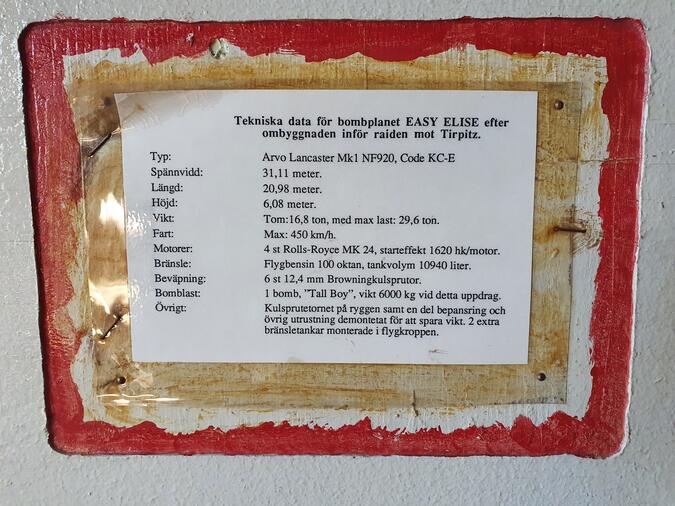 Tekniska data för bombplanet EASY ELISE efter
ombyggnaden inför raiden mot Tirpitz.
Typ: Arvo Lancaster Mk1 NF920, Code KC-E
Spännvidd: 31,11 meter.
Längd: 20,98 meter.
Höjd: 6,08 meter.
Vikt: Tom:16,8 ton, med max last: 29,6 ton.
Fart: Max: 450 km/h.
Motorer: 4 st Rolls-Royce MK 24, starteffekt 1620 hk/motor.
Bränsle: Flygbensin 100 oktan, tankvolym 10940 liter.
Beväpning: 6 st 12,4 mm Browningkulsprutor.
Bomblast: 1 bomb, "Tall Boy", vikt 6000 kg vid detta uppdrag.
Övrigt: Kulsprutetornet på ryggen samt en del bepansring och
övrig utrustning demontetat för att spara vikt. 2 extra
bränsletankar monterade i flygkroppen.